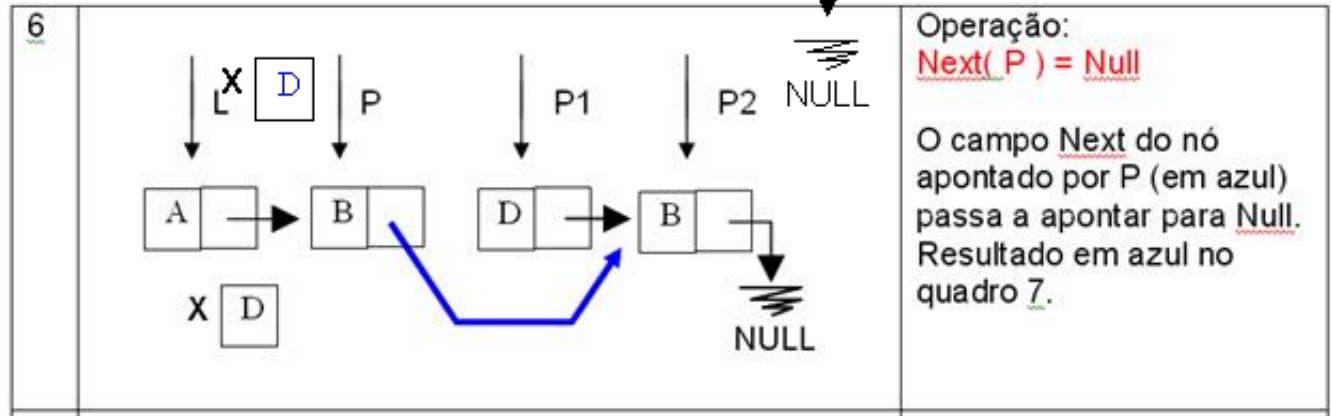 6
X D
L
P
P1
P2
NULL
A
B
D
B
X D
NULL
Operação:
Next( P ) = Null
O campo Next do nó
apontado por P (em azul)
passa a apontar para Null.
Resultado em azul no
quadro 7.